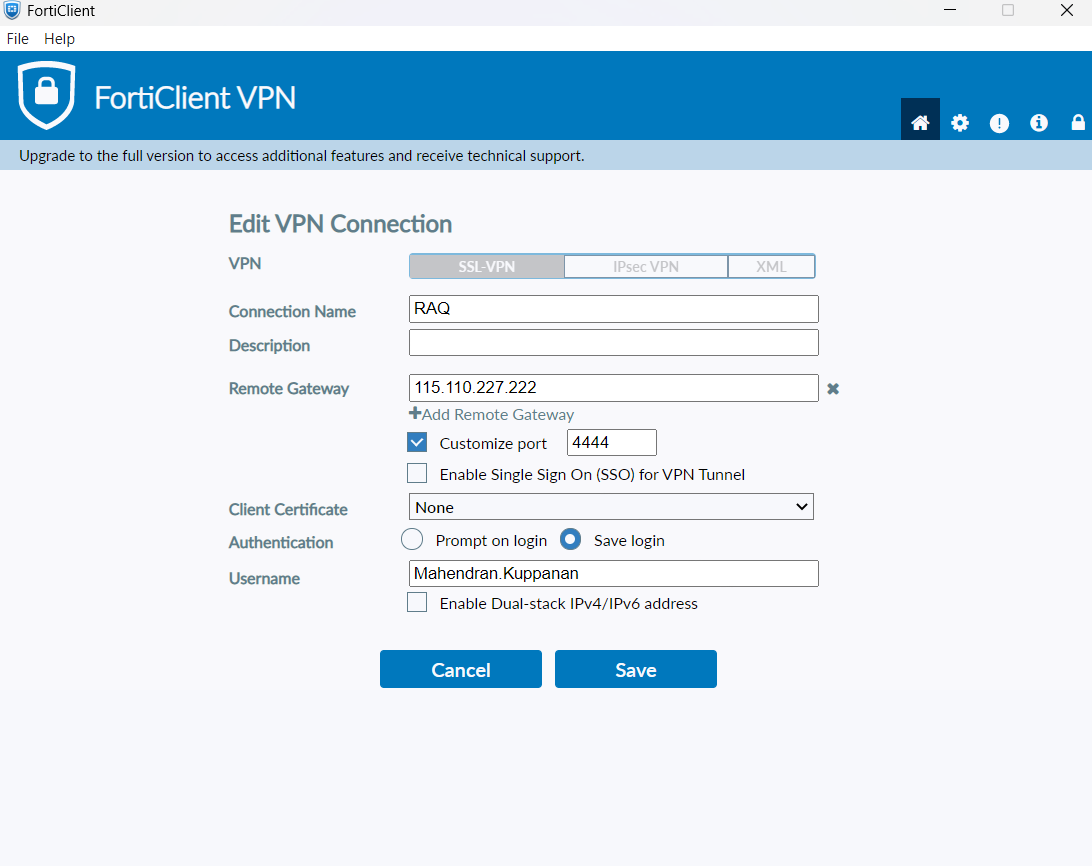 FortiClient
File Help
FortiClient VPN
Upgrade to the full version to access additional features and receive technical support.
Edit VPN Connection
VPN SSL-VPN IPsec VPN XML
Connection Name RAQ
Description
Remote Gateway 115.110.227.222
Add Remote Gateway
Customize port 4444
Enable Single Sign On (SSO) for VPN Tunnel
Client Certificate None
Authentication Prompt on login Save login
Username Mahendran.Kuppanan
Enable Dual-stack IPv4/IPv6 address
Cancel Save